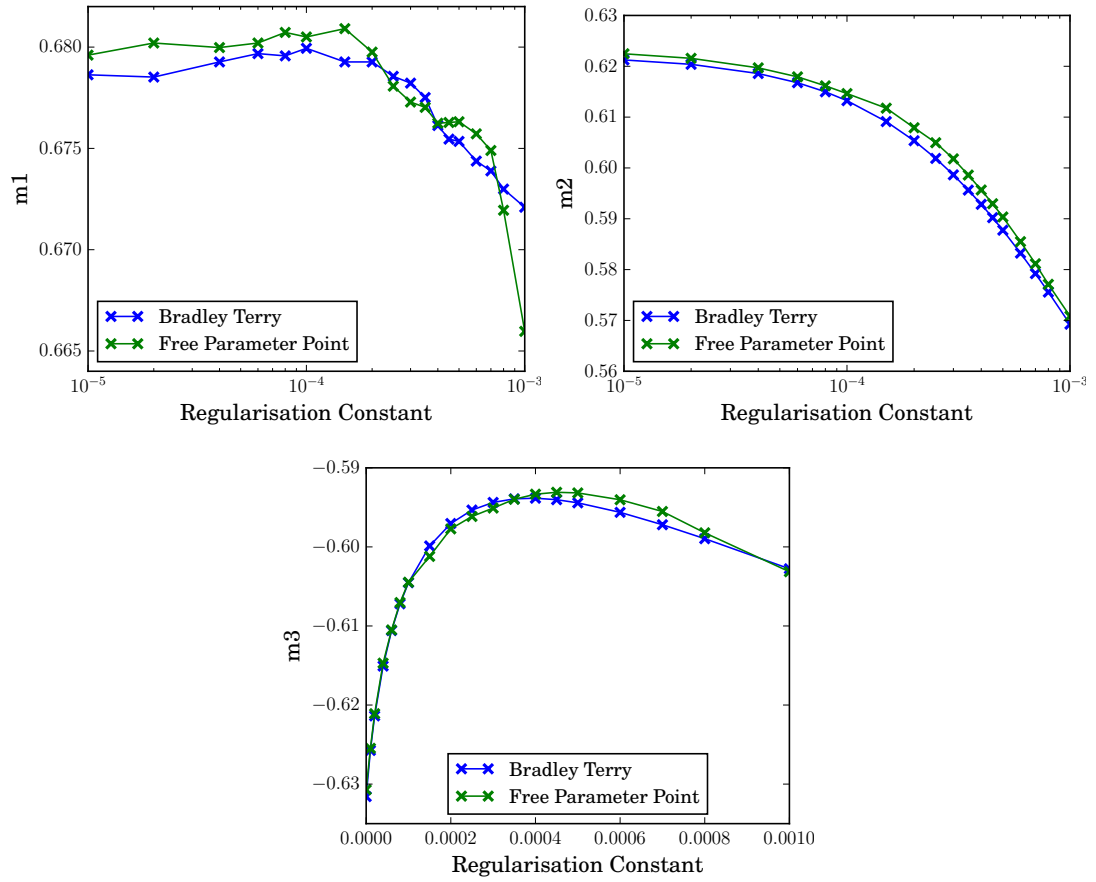 m1
0.680
0.675
0.670
0.665
Bradley Terry
Free Parameter Point
10⁻⁵ 10⁻⁴ 10⁻³
Regularisation Constant
m2
0.63
0.62
0.61
0.60
0.59
0.58
0.57
0.56
Bradley Terry
Free Parameter Point
10⁻⁵ 10⁻⁴ 10⁻³
Regularisation Constant
m3
−0.59
−0.60
−0.61
−0.62
−0.63
Bradley Terry
Free Parameter Point
0.0000 0.0002 0.0004 0.0006 0.0008 0.0010
Regularisation Constant